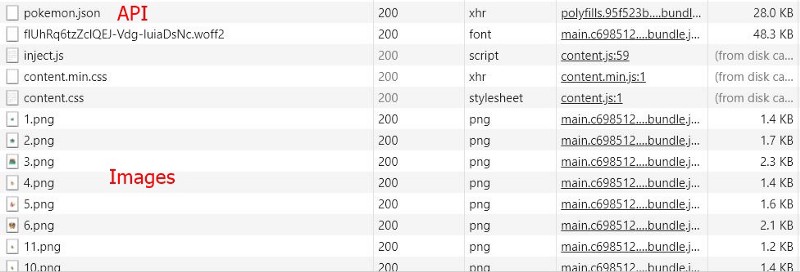 pokemon.json API 200 xhr polyfills.95f523b....bundl... 28.0 KB
flUhRq6tzZclQEJ-Vdg-IuiaDsNc.woff2 200 font main.c698512....bundle.j... 48.3 KB
inject.js 200 script content.js:59 (from disk ca...
content.min.css 200 xhr content.min.js:1 (from disk ca...
content.css 200 stylesheet content.js:1 (from disk ca...
1.png 200 png main.c698512....bundle.j... 1.4 KB
2.png 200 png main.c698512....bundle.j... 1.7 KB
3.png 200 png main.c698512....bundle.j... 2.3 KB
4.png Images 200 png main.c698512....bundle.j... 1.4 KB
5.png 200 png main.c698512....bundle.j... 1.6 KB
6.png 200 png main.c698512....bundle.j... 2.1 KB
11.png 200 png main.c698512....bundle.j... 1.2 KB
10.png 200 png main.c698512....bundle.j... 1.4 KB